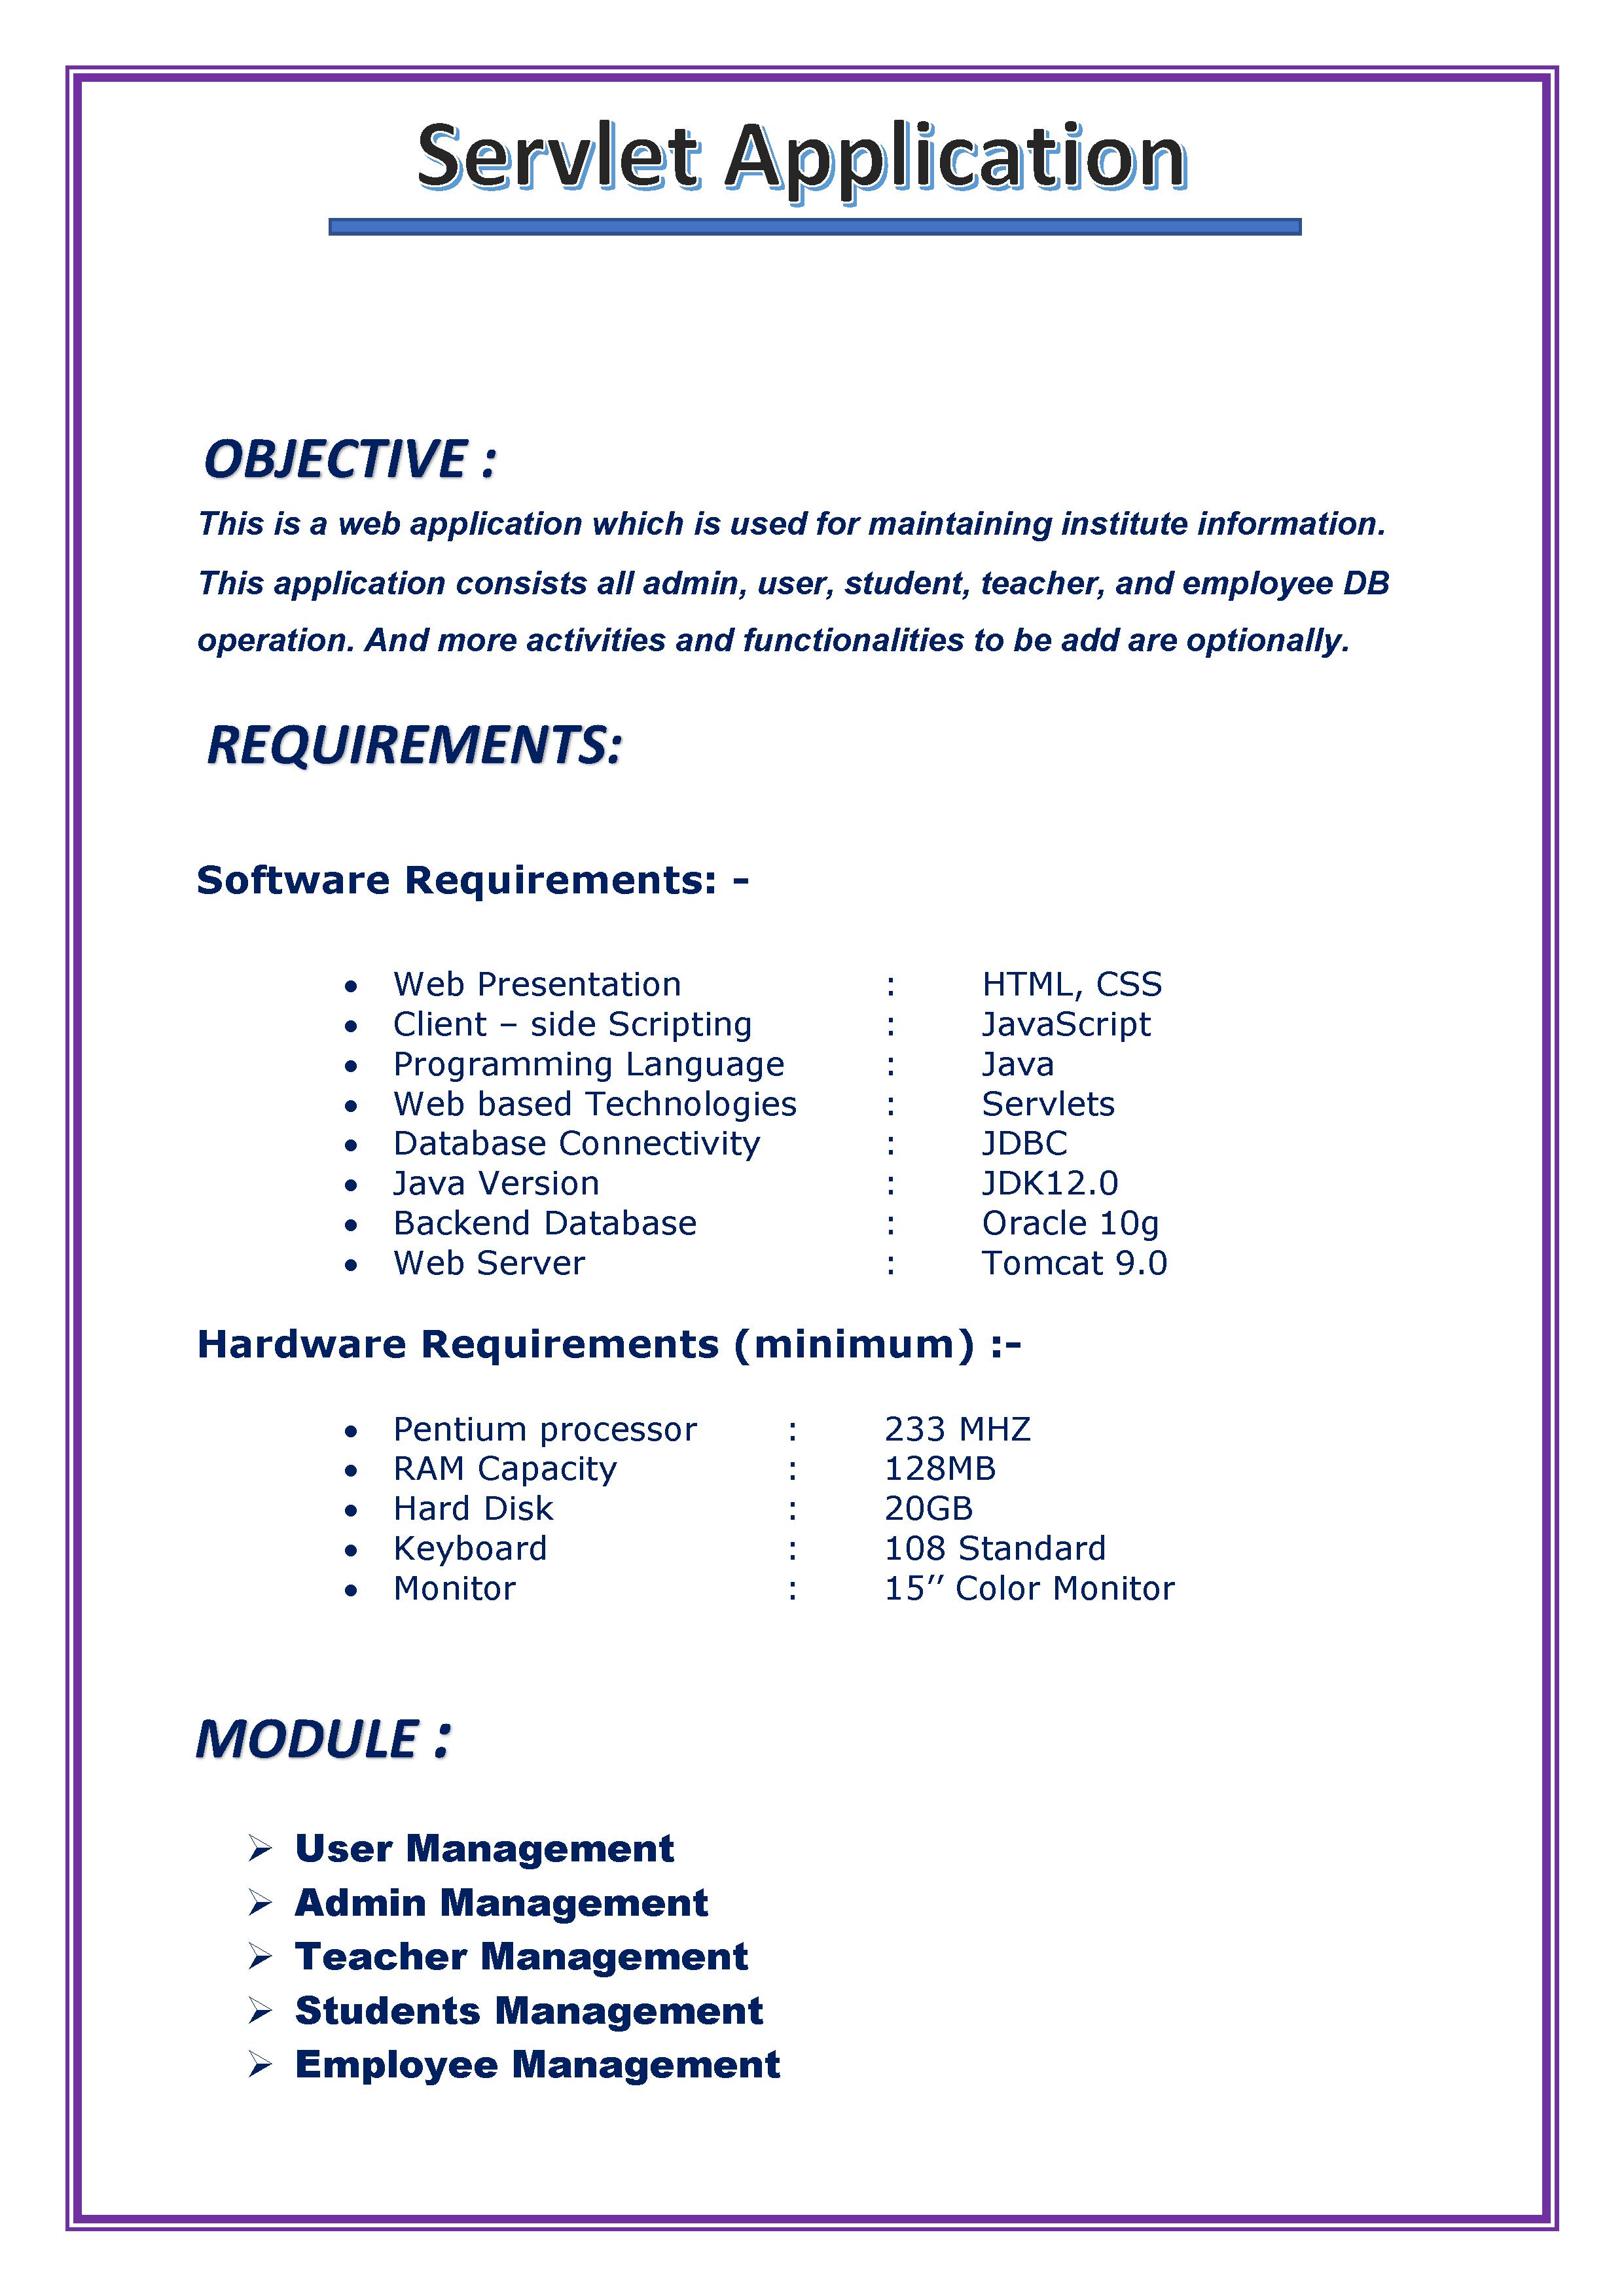 Servlet Application
OBJECTIVE :
This is a web application which is used for maintaining institute information.
This application consists all admin, user, student, teacher, and employee DB
operation. And more activities and functionalities to be add are optionally.
REQUIREMENTS:
Software Requirements: -
• Web Presentation : HTML, CSS
• Client – side Scripting : JavaScript
• Programming Language : Java
• Web based Technologies : Servlets
• Database Connectivity : JDBC
• Java Version : JDK12.0
• Backend Database : Oracle 10g
• Web Server : Tomcat 9.0
Hardware Requirements (minimum) :-
• Pentium processor : 233 MHZ
• RAM Capacity : 128MB
• Hard Disk : 20GB
• Keyboard : 108 Standard
• Monitor : 15’’ Color Monitor
MODULE :
➢ User Management
➢ Admin Management
➢ Teacher Management
➢ Students Management
➢ Employee Management